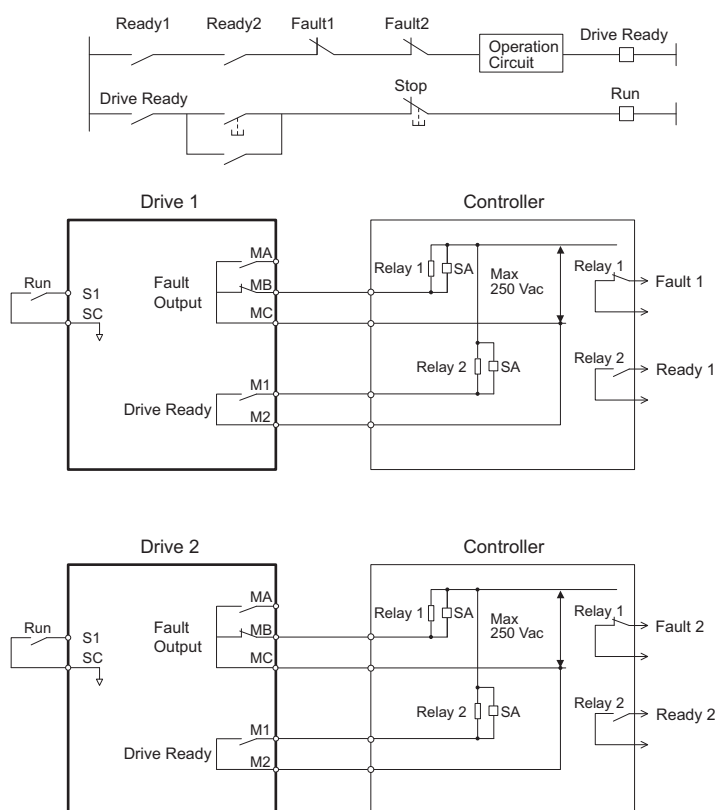 Ready1 Ready2 Fault1 Fault2 Operation Circuit Drive Ready
Drive Ready Stop Run
Drive 1 Controller
MA
Run S1 Fault Output MB Relay 1 SA Max 250 Vac Relay 1 Fault 1
SC MC
Relay 2 SA Relay 2 Ready 1
M1
Drive Ready M2
Drive 2 Controller
MA
Run S1 Fault Output MB Relay 1 SA Max 250 Vac Relay 1 Fault 2
SC MC
Relay 2 SA Relay 2 Ready 2
M1
Drive Ready M2